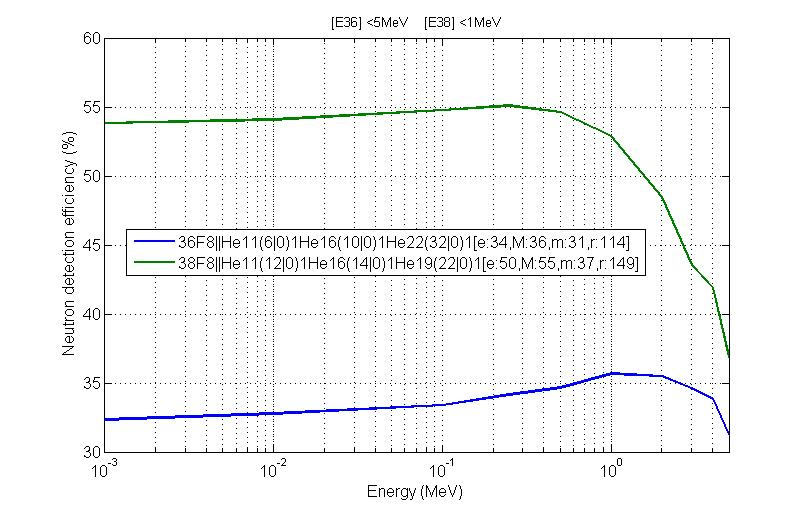 [E36] <5MeV [E38] <1MeV
60
55
50
45
40
35
30
Neutron detection efficiency (%)
36F8||He11(6|0)1He16(10|0)1He22(32|0)1[e:34,M:36,m:31,r:114]
38F8||He11(12|0)1He16(14|0)1He19(22|0)1[e:50,M:55,m:37,r:149]
10-3 10-2 10-1 100
Energy (MeV)